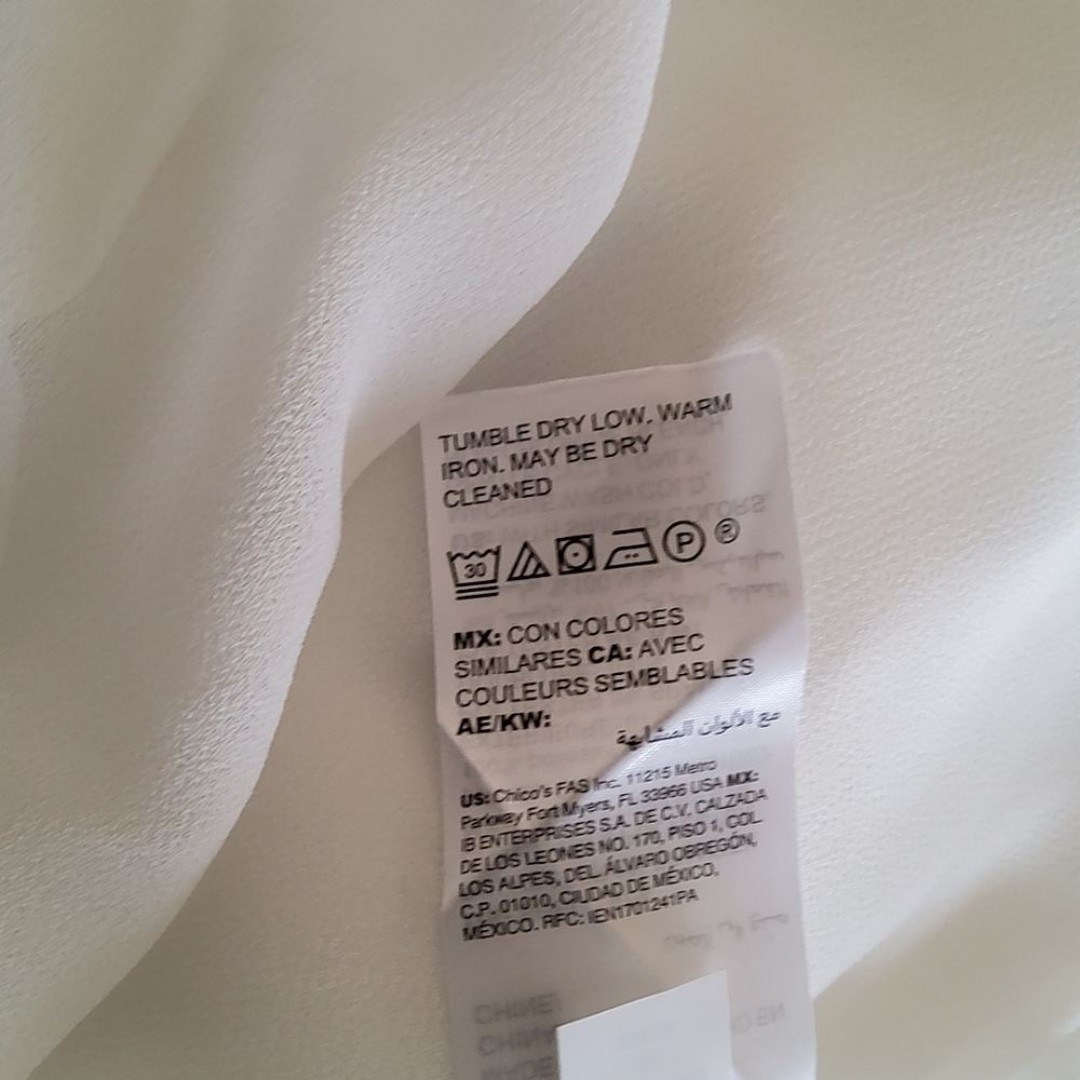 TUMBLE DRY LOW. WARM
IRON. MAY BE DRY
CLEANED
30 P ®
MX: CON COLORES
SIMILARES CA: AVEC
COULEURS SEMBLABLES
AE/KW:
مع الألوان المشابهة
US: Chico's FAS Inc. 11215 Metro
Parkway Fort Myers, FL 33966 USA MX:
IB ENTERPRISES S.A. DE C.V. CALZADA
DE LOS LEONES NO. 170, PISO 1, COL.
LOS ALPES, DEL. ÁLVARO OBREGÓN,
C.P. 01010, CIUDAD DE MÉXICO,
MÉXICO. RFC: IEN1701241PA